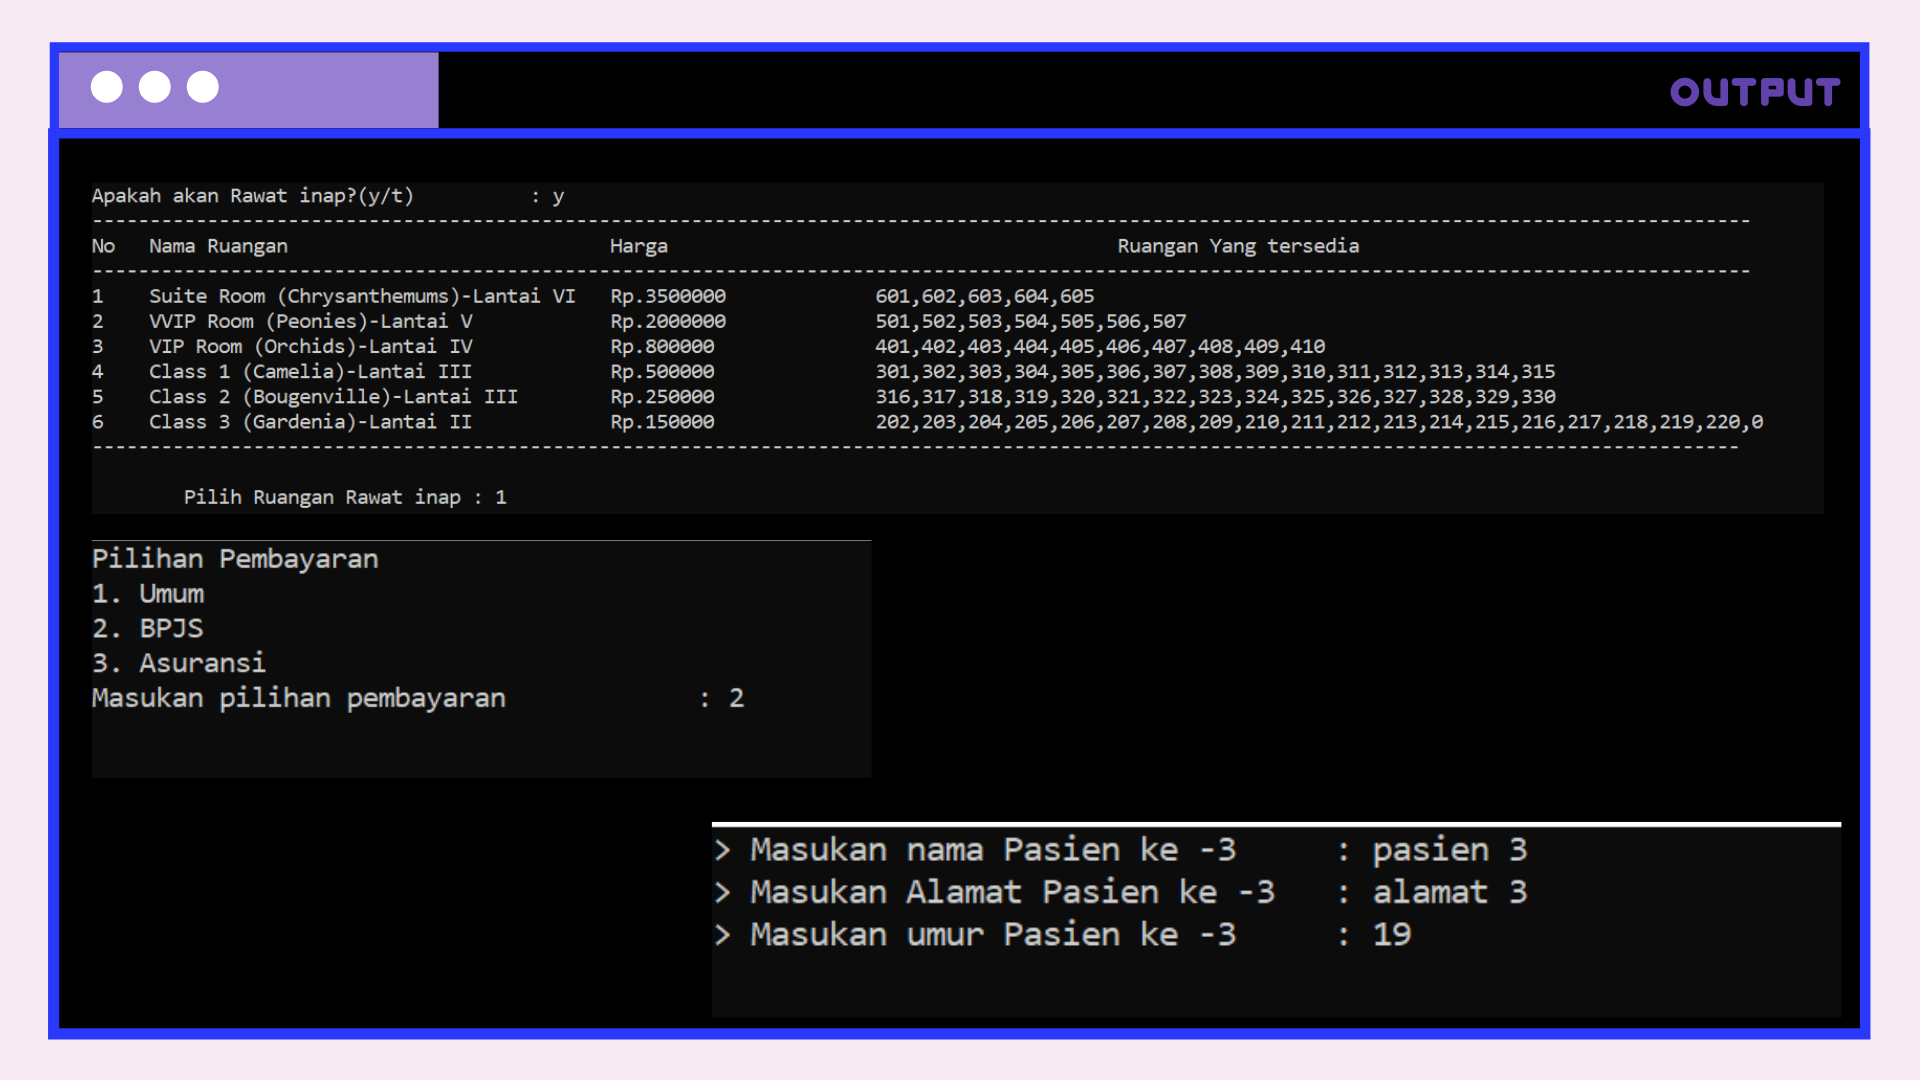 OUTPUT
Apakah akan Rawat inap?(y/t) : y
------------------------------------------------------------------------------------------------------------------------------------------------
No Nama Ruangan Harga Ruangan Yang tersedia
------------------------------------------------------------------------------------------------------------------------------------------------
1 Suite Room (Chrysanthemums)-Lantai VI Rp.3500000 601,602,603,604,605
2 VVIP Room (Peonies)-Lantai V Rp.2000000 501,502,503,504,505,506,507
3 VIP Room (Orchids)-Lantai IV Rp.800000 401,402,403,404,405,406,407,408,409,410
4 Class 1 (Camelia)-Lantai III Rp.500000 301,302,303,304,305,306,307,308,309,310,311,312,313,314,315
5 Class 2 (Bougenville)-Lantai III Rp.250000 316,317,318,319,320,321,322,323,324,325,326,327,328,329,330
6 Class 3 (Gardenia)-Lantai II Rp.150000 202,203,204,205,206,207,208,209,210,211,212,213,214,215,216,217,218,219,220,0
-----------------------------------------------------------------------------------------------------------------------------------------------
Pilih Ruangan Rawat inap : 1
Pilihan Pembayaran
1. Umum
2. BPJS
3. Asuransi
Masukan pilihan pembayaran : 2
> Masukan nama Pasien ke -3 : pasien 3
> Masukan Alamat Pasien ke -3 : alamat 3
> Masukan umur Pasien ke -3 : 19